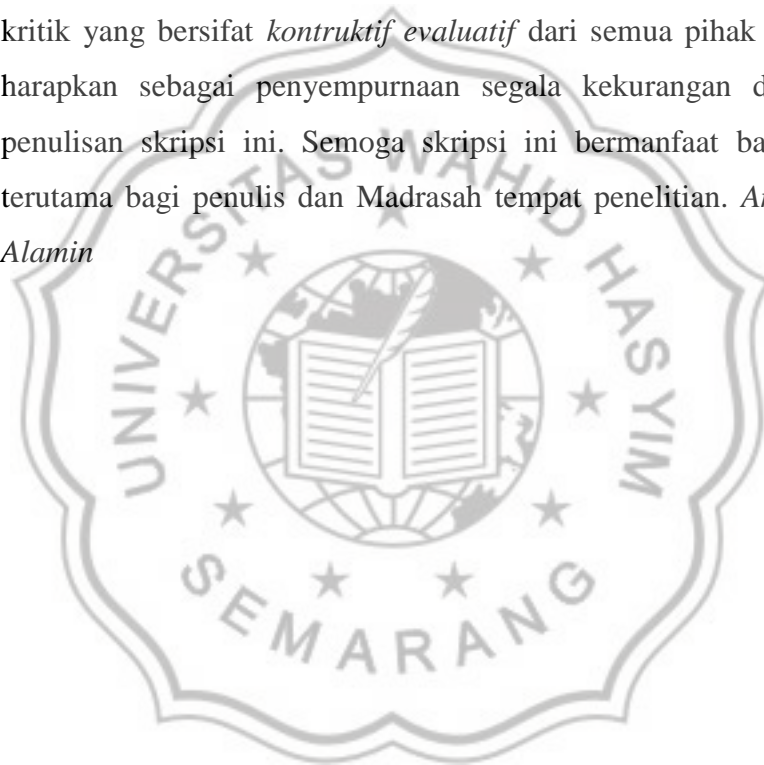 kritik yang bersifat kontruktif evaluatif dari semua pihak
harapkan sebagai penyempurnaan segala kekurangan
penulisan skripsi ini. Semoga skripsi ini bermanfaat
terutama bagi penulis dan Madrasah tempat penelitian.
Alamin
UNIVERSITAS WAHID HASYIM
SEMARANG